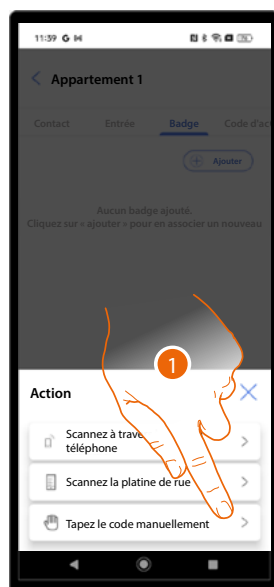 11:59
Appartement 1
Contact Entrée Badge Code d'ac
Ajouter
Aucun badge ajouté.
Cliquez sur « ajouter » pour en associer un nouveau
1
Action
Scannez à trave
téléphone
Scannez la platine de rue
Tapez le code manuellement